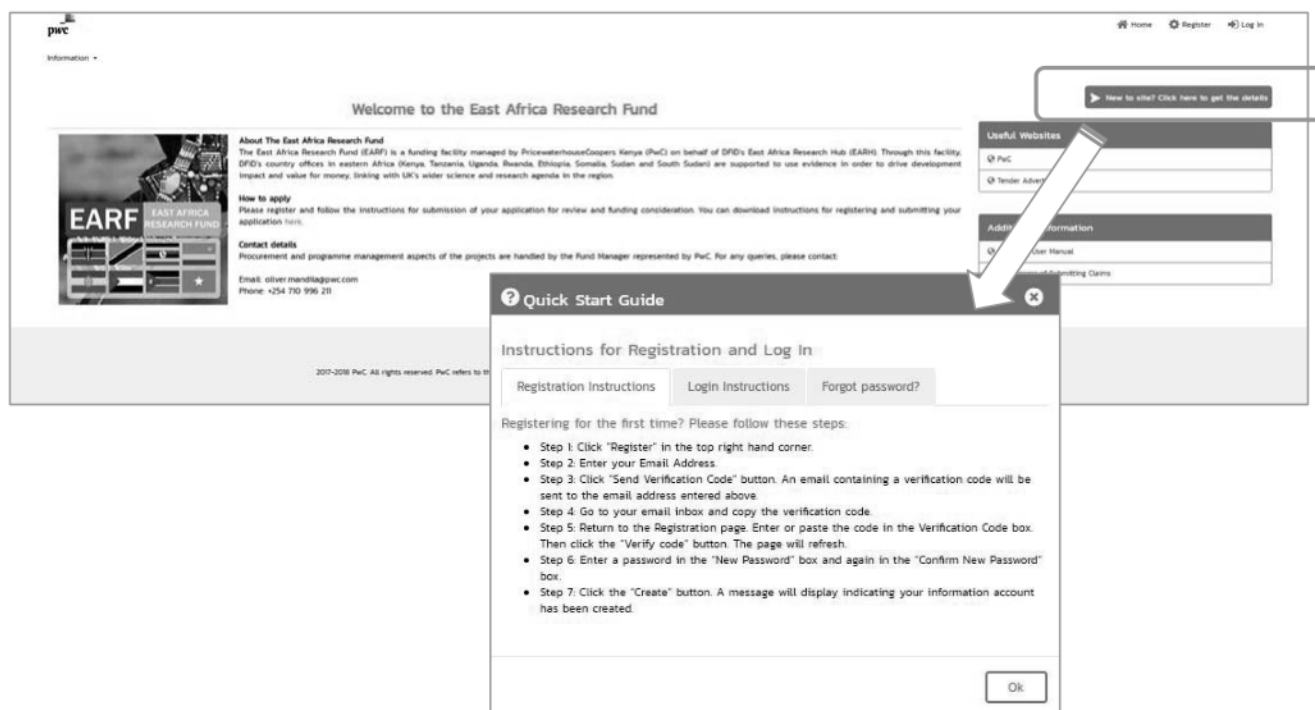 pwc
Home Register Log In
Information
New to site? Click here to get the details
Welcome to the East Africa Research Fund
About The East Africa Research Fund
The East Africa Research Fund (EARF) is a funding facility managed by PricewaterhouseCoopers Kenya (PwC) on behalf of DFID's East Africa Research Hub (EARH). Through this facility,
DFID's country offices in eastern Africa (Kenya, Tanzania, Uganda, Rwanda, Ethiopia, Somalia, Sudan and South Sudan) are supported to use evidence in order to drive development
impact and value for money, linking with UK's wider science and research agenda in the region.
How to apply
Please register and follow the instructions for submission of your application for review and funding consideration. You can download instructions for registering and submitting your
application here.
Contact details
Procurement and programme management aspects of the projects are handled by the Fund Manager represented by PwC. For any queries, please contact:
Email: oliver.mandila@pwc.com
Phone: +254 710 996 211
EARF
EAST AFRICA
RESEARCH FUND
Useful Websites
PwC
Tender
Additi
formation
User Manual
Submitting Claims
2017-2018 PwC. All rights reserved. PwC refers to
Quick Start Guide
Instructions for Registration and Log In
Registration Instructions Login Instructions Forgot password?
Registering for the first time? Please follow these steps:
Step 1: Click "Register" in the top right hand corner.
Step 2: Enter your Email Address.
Step 3: Click "Send Verification Code" button. An email containing a verification code will be
sent to the email address entered above.
Step 4: Go to your email inbox and copy the verification code.
Step 5: Return to the Registration page. Enter or paste the code in the Verification Code box.
Then click the "Verify code" button. The page will refresh.
Step 6: Enter a password in the "New Password" box and again in the "Confirm New Password"
box.
Step 7: Click the "Create" button. A message will display indicating your information account
has been created.
Ok